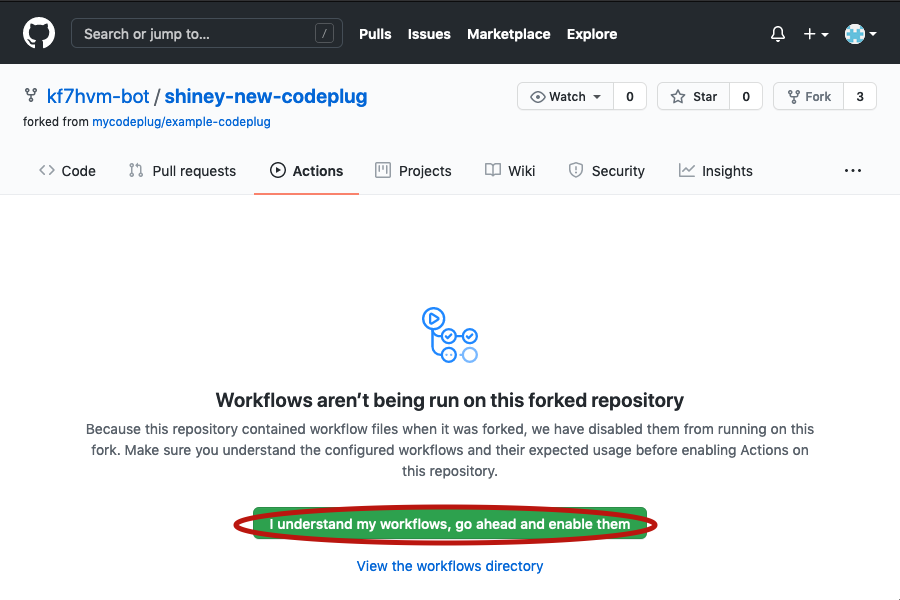 Search or jump to... / Pulls Issues Marketplace Explore
kf7hvm-bot / shiney-new-codeplug Watch 0 Star 0 Fork 3
forked from mycodeplug/example-codeplug
Code Pull requests Actions Projects Wiki Security Insights ...
Workflows aren’t being run on this forked repository
Because this repository contained workflow files when it was forked, we have disabled them from running on this
fork. Make sure you understand the configured workflows and their expected usage before enabling Actions on
this repository.
I understand my workflows, go ahead and enable them
View the workflows directory